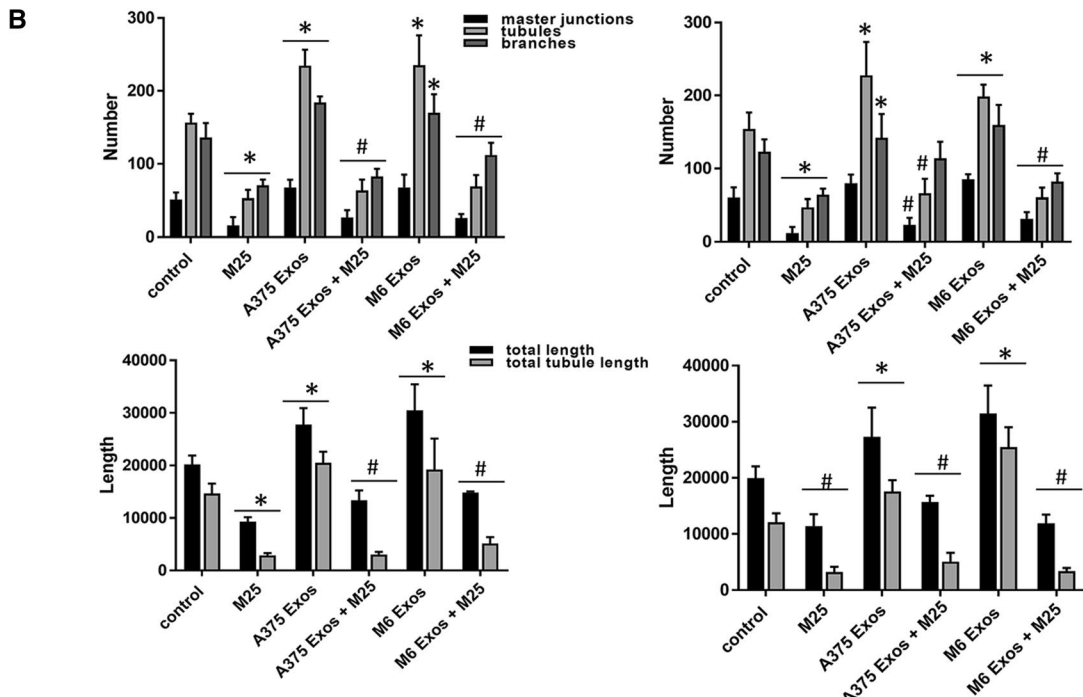 B
master junctions
tubules
branches
Number
300
200
100
0
*
*
*
*
#
#
control
M25
A375 Exos
A375 Exos + M25
M6 Exos
M6 Exos + M25
Number
300
200
100
0
*
*
*
*
#
#
#
control
M25
A375 Exos
A375 Exos + M25
M6 Exos
M6 Exos + M25
total length
total tubule length
Length
40000
30000
20000
10000
0
*
*
*
#
#
control
M25
A375 Exos
A375 Exos + M25
M6 Exos
M6 Exos + M25
Length
40000
30000
20000
10000
0
#
*
#
*
#
control
M25
A375 Exos
A375 Exos + M25
M6 Exos
M6 Exos + M25